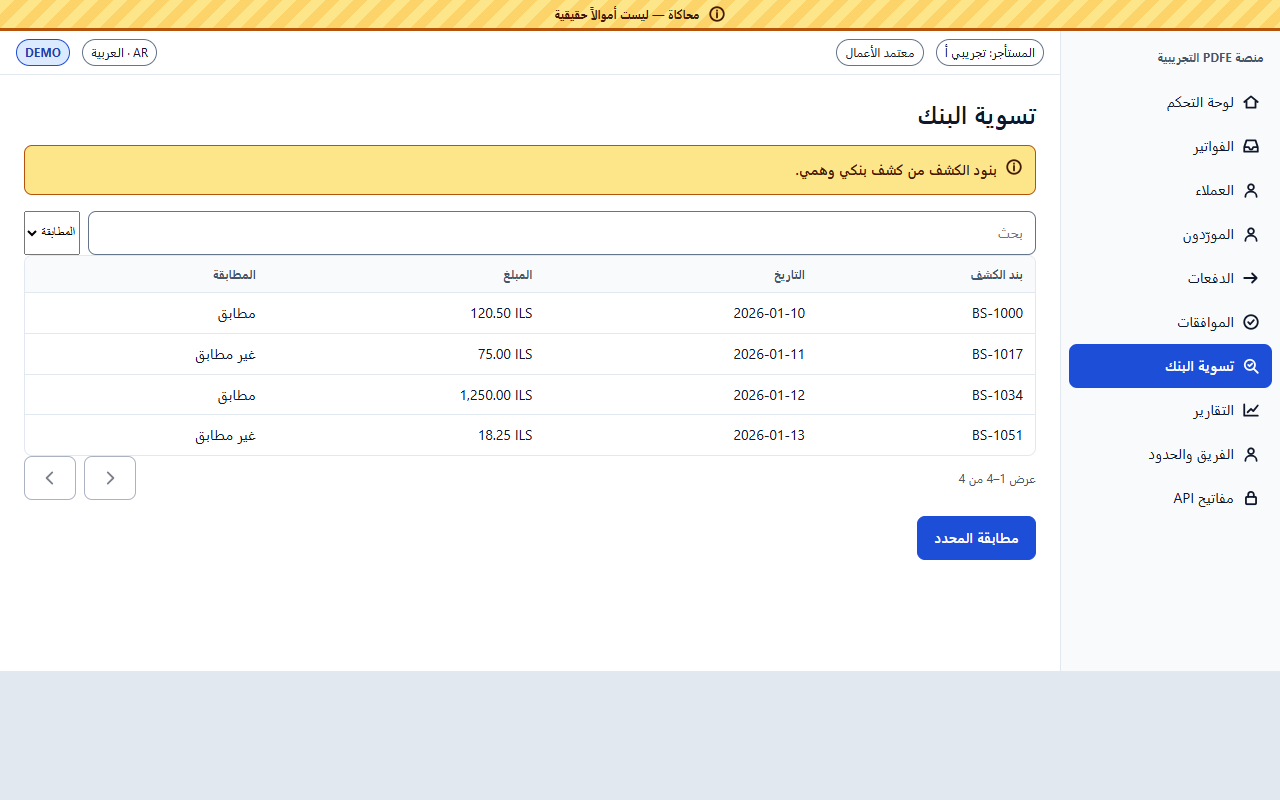 محاكاة — ليست أموالاً حقيقية
منصة PDFE التجريبية
لوحة التحكم
الفواتير
العملاء
المورّدون
الدفعات
الموافقات
تسوية البنك
التقارير
الفريق والحدود
مفاتيح API
المستأجر: تجريبي أ
معتمد الأعمال
AR · العربية
DEMO
تسوية البنك
بنود الكشف من كشف بنكي وهمي.
بحث
المطابقة
بند الكشف التاريخ المبلغ المطابقة
BS-1000 2026-01-10 120.50 ILS مطابق
BS-1017 2026-01-11 75.00 ILS غير مطابق
BS-1034 2026-01-12 1,250.00 ILS مطابق
BS-1051 2026-01-13 18.25 ILS غير مطابق
عرض 1–4 من 4
مطابقة المحدد